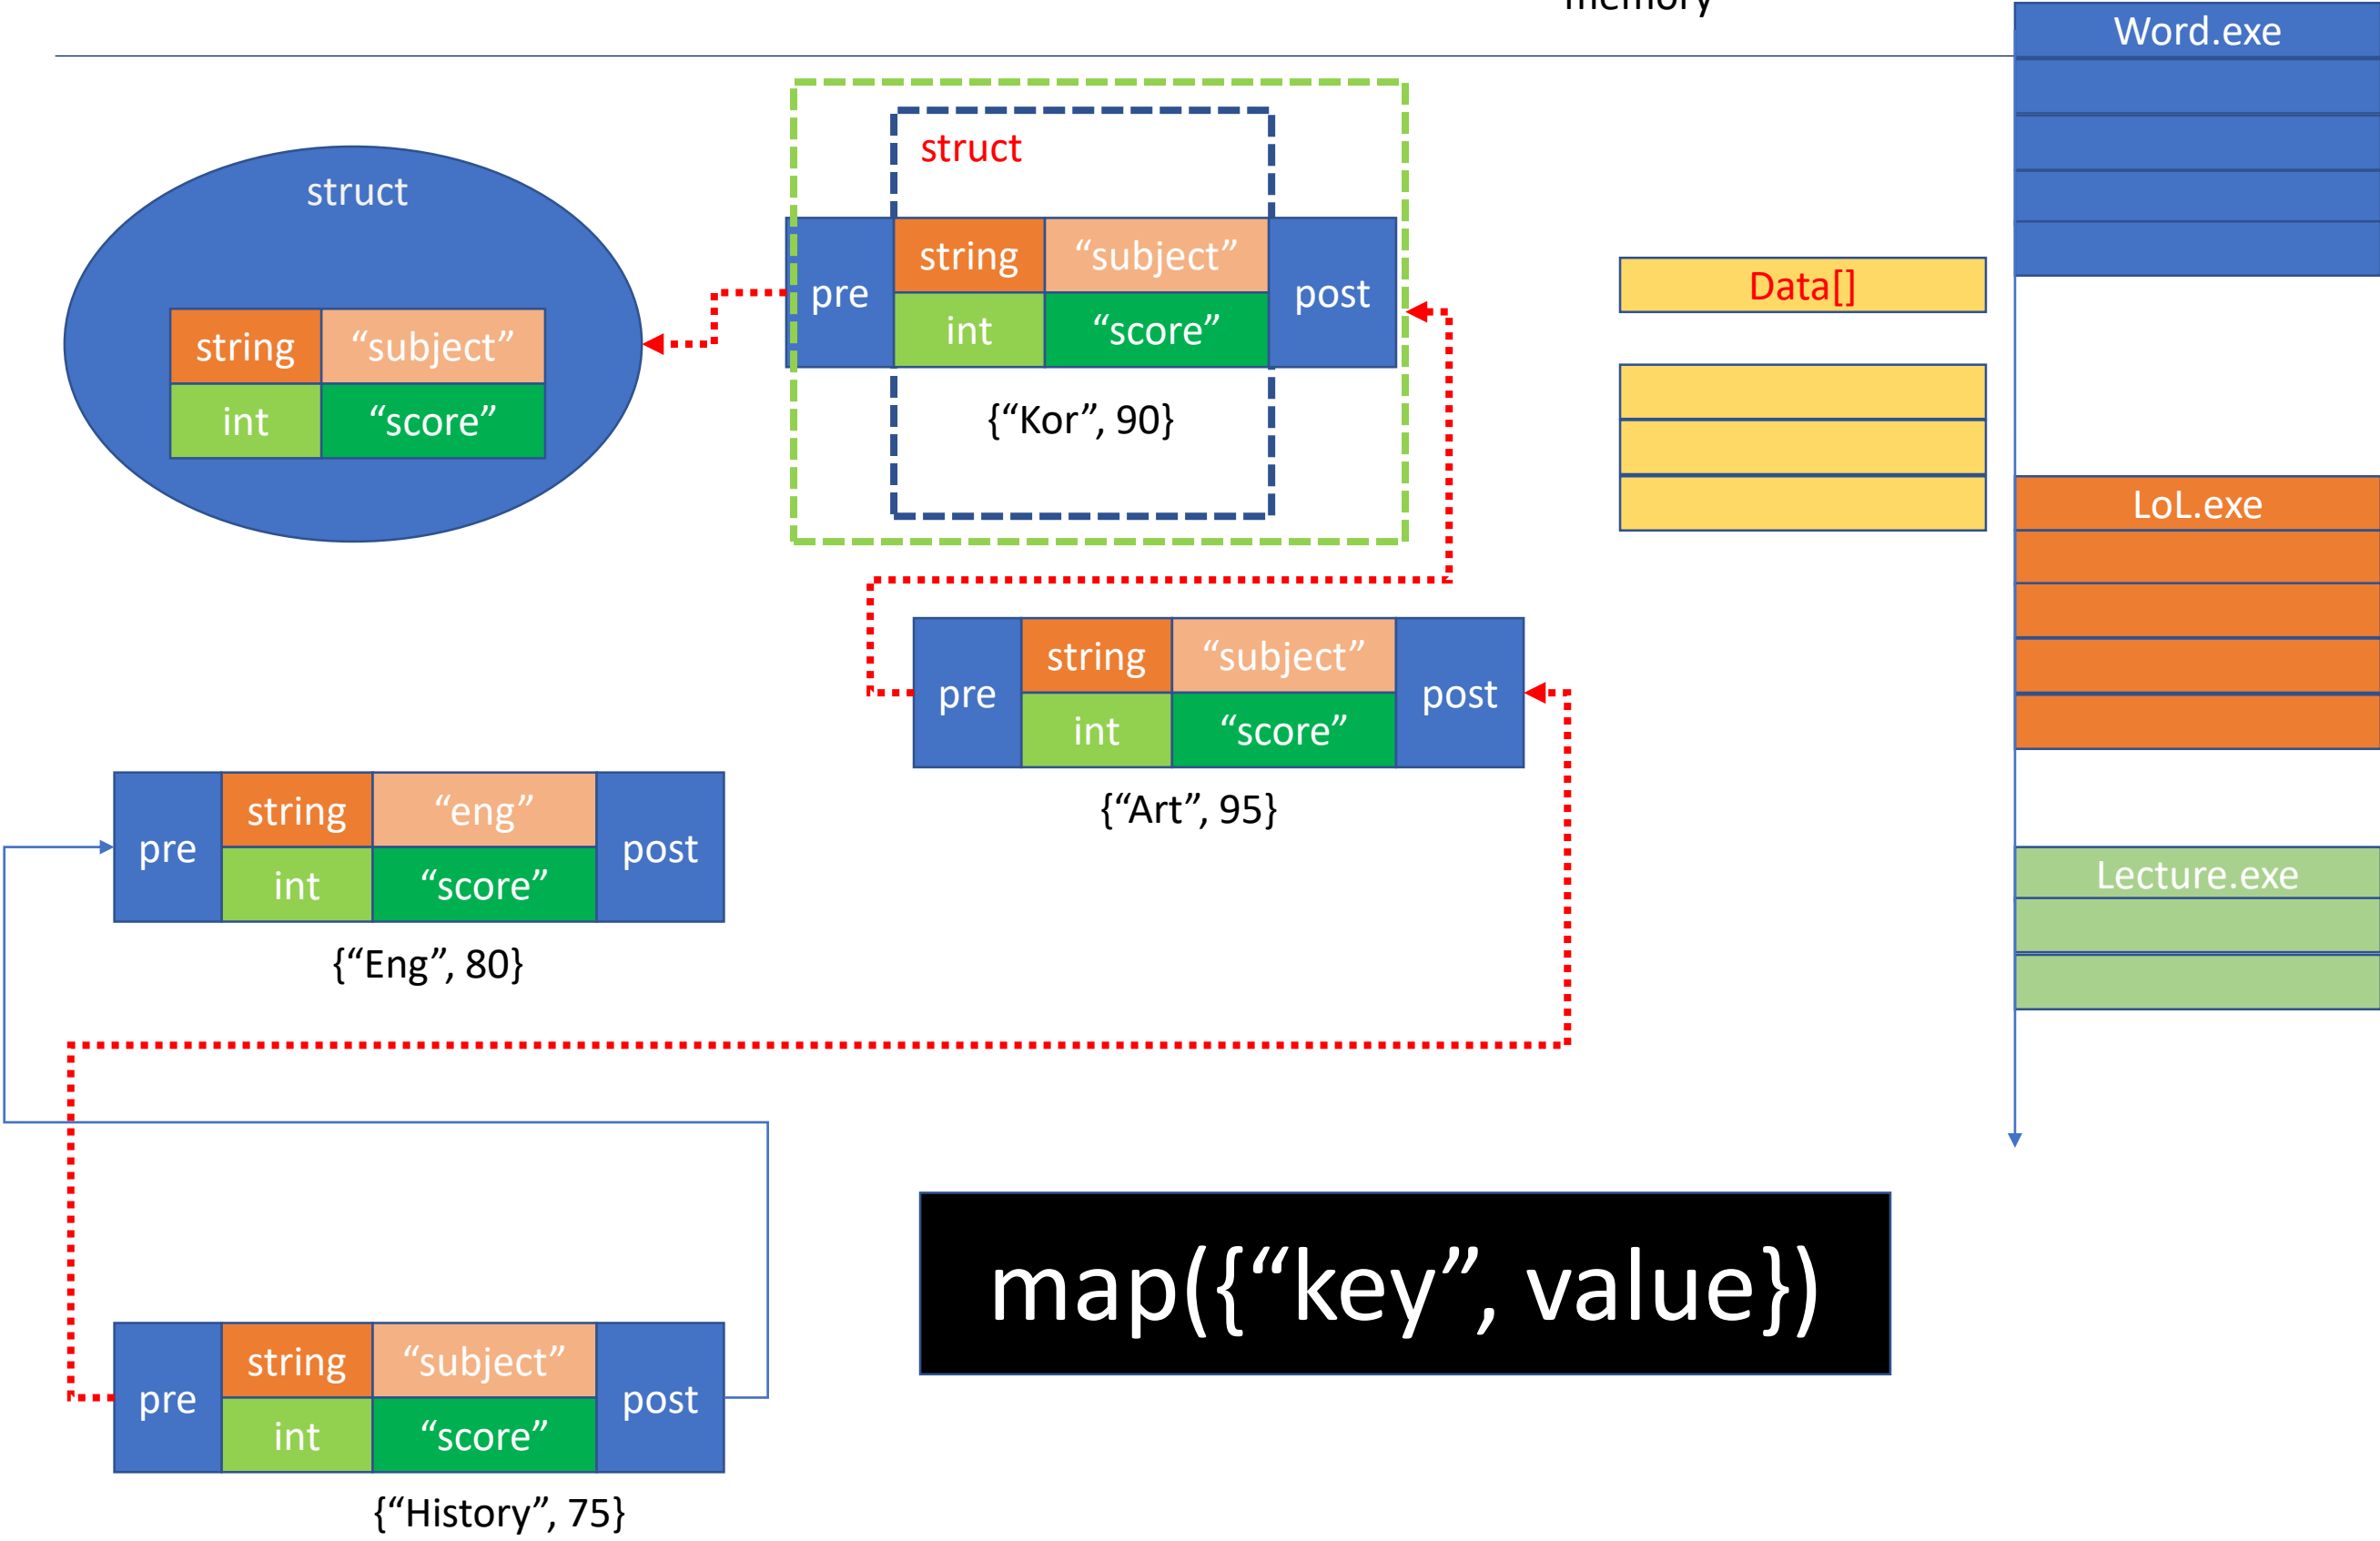 memory
Word.exe
struct
string "subject"
int "score"
struct
pre
string “subject”
int “score”
post
{“Kor”, 90}
Data[]
LoL.exe
pre
string “subject”
int “score”
post
{“Art”, 95}
pre
string “eng”
int “score”
post
{“Eng”, 80}
Lecture.exe
map({“key”, value})
pre
string “subject”
int “score”
post
{“History”, 75}